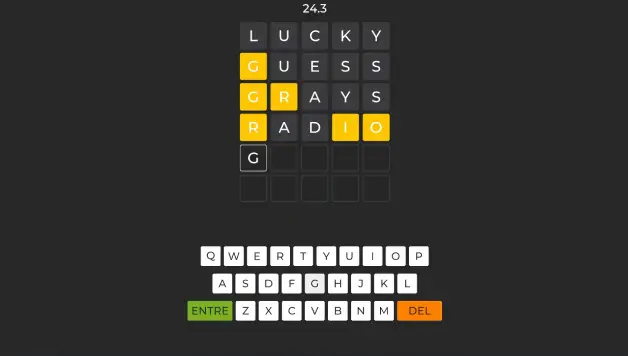 24.3
L U C K Y
G U E S S
G R A Y S
R A D I O
G
Q W E R T Y U I O P
A S D F G H J K L
ENTRE Z X C V B N M DEL